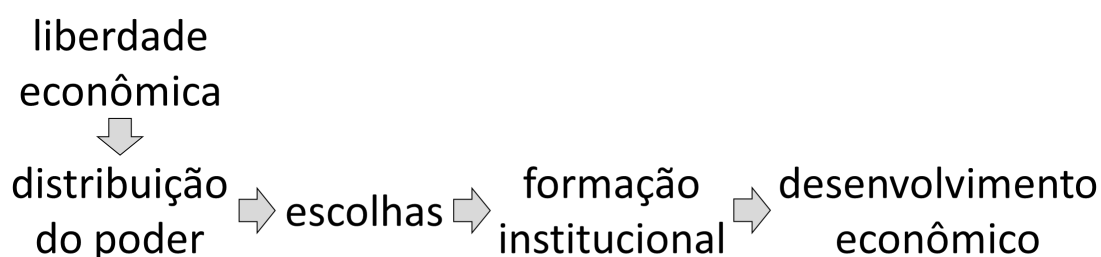 liberdade
econômica
distribuição
do poder
escolhas
formação
institucional
desenvolvimento
econômico